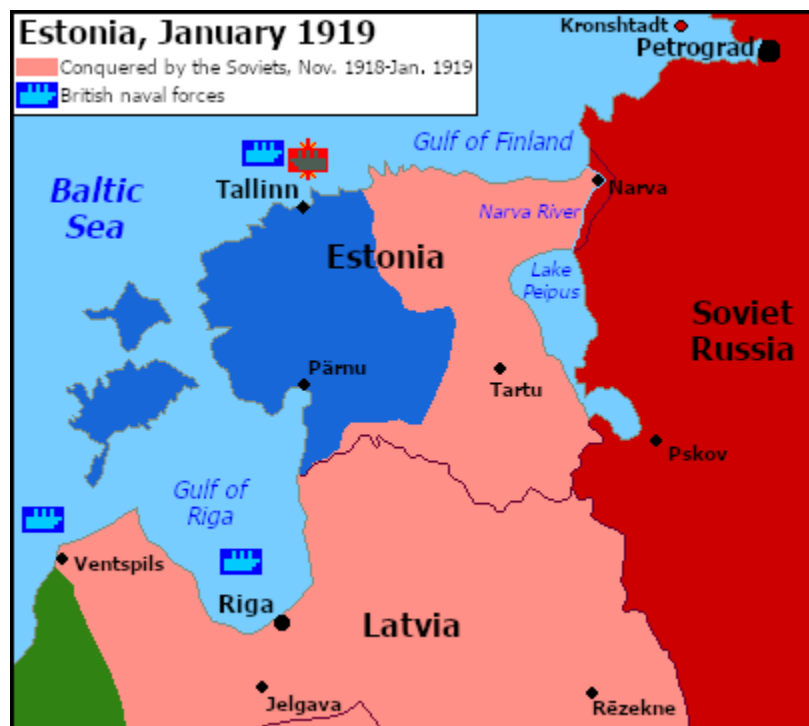 Estonia, January 1919
Conquered by the Soviets, Nov. 1918-Jan. 1919
British naval forces
Kronshtadt
Petrograd
Gulf of Finland
Baltic
Sea
Tallinn
Narva
Narva River
Estonia
Lake
Peipus
Soviet
Russia
Pärnu
Tartu
Pskov
Gulf of
Riga
Ventspils
Riga
Latvia
Jelgava
Rēzekne